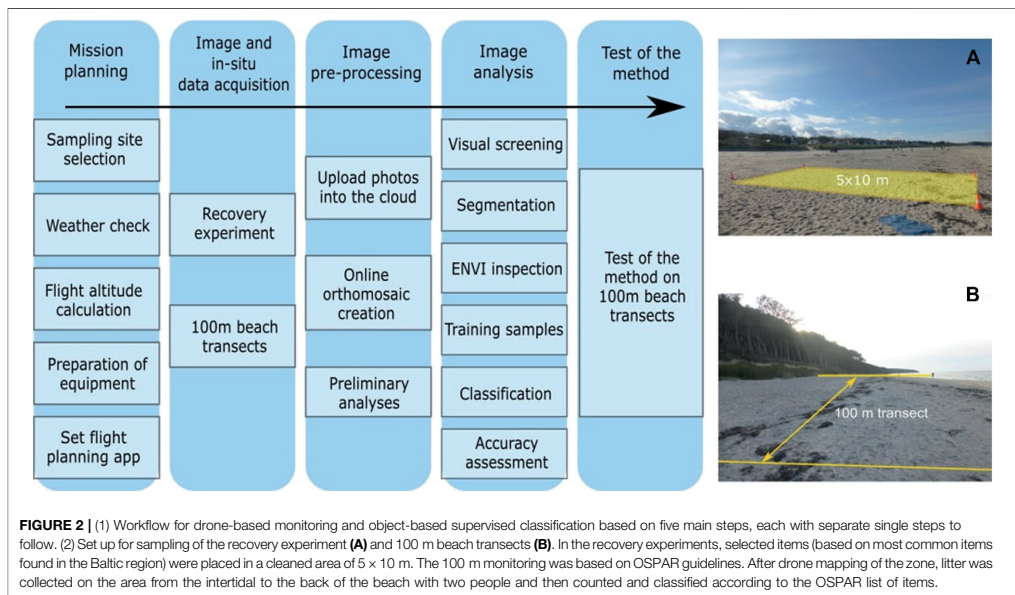 Mission
planning
Image and
in-situ
data acquisition
Image
pre-processing
Image
analysis
Test of the
method
Sampling site
selection
Weather check
Flight altitude
calculation
Preparation of
equipment
Set flight
planning app
Recovery
experiment
100m beach
transects
Upload photos
into the cloud
Online
orthomosaic
creation
Preliminary
analyses
Visual screening
Segmentation
ENVI inspection
Training samples
Classification
Accuracy
assessment
Test of the
method on
100m beach
transects
A
5x10 m
B
100 m transect
FIGURE 2 | (1) Workflow for drone-based monitoring and object-based supervised classification based on five main steps, each with separate single steps to
follow. (2) Set up for sampling of the recovery experiment (A) and 100 m beach transects (B). In the recovery experiments, selected items (based on most common items
found in the Baltic region) were placed in a cleaned area of 5 × 10 m. The 100 m monitoring was based on OSPAR guidelines. After drone mapping of the zone, litter was
collected on the area from the intertidal to the back of the beach with two people and then counted and classified according to the OSPAR list of items.